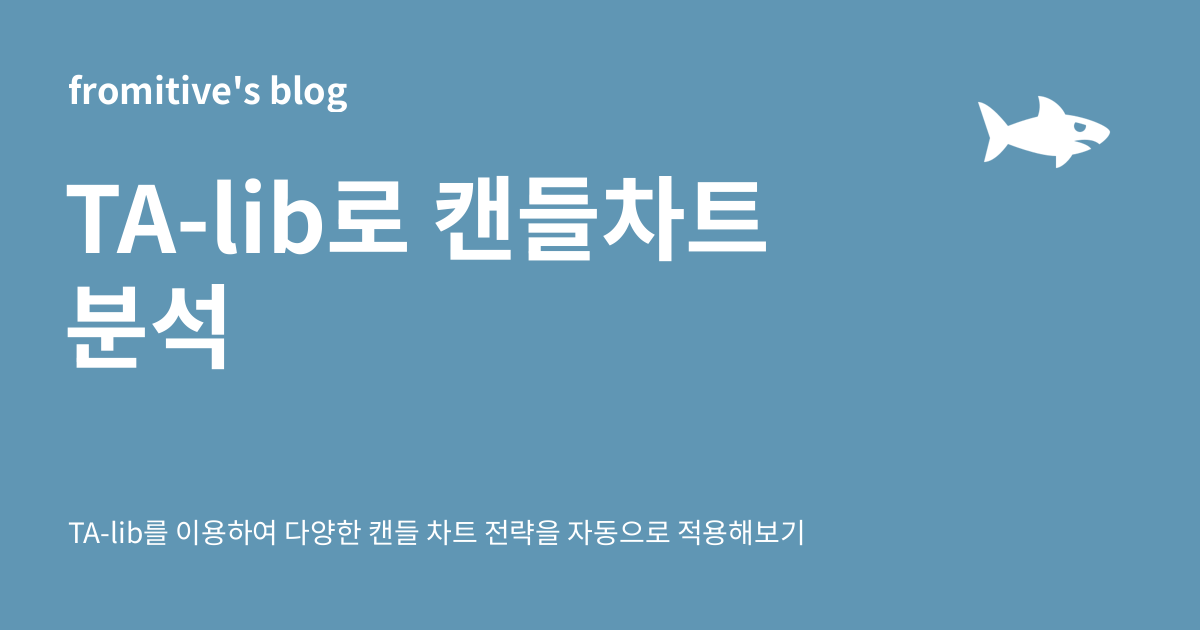 fromitive's blog
TA-lib로 캔들차트
분석
TA-lib를 이용하여 다양한 캔들 차트 전략을 자동으로 적용해보기